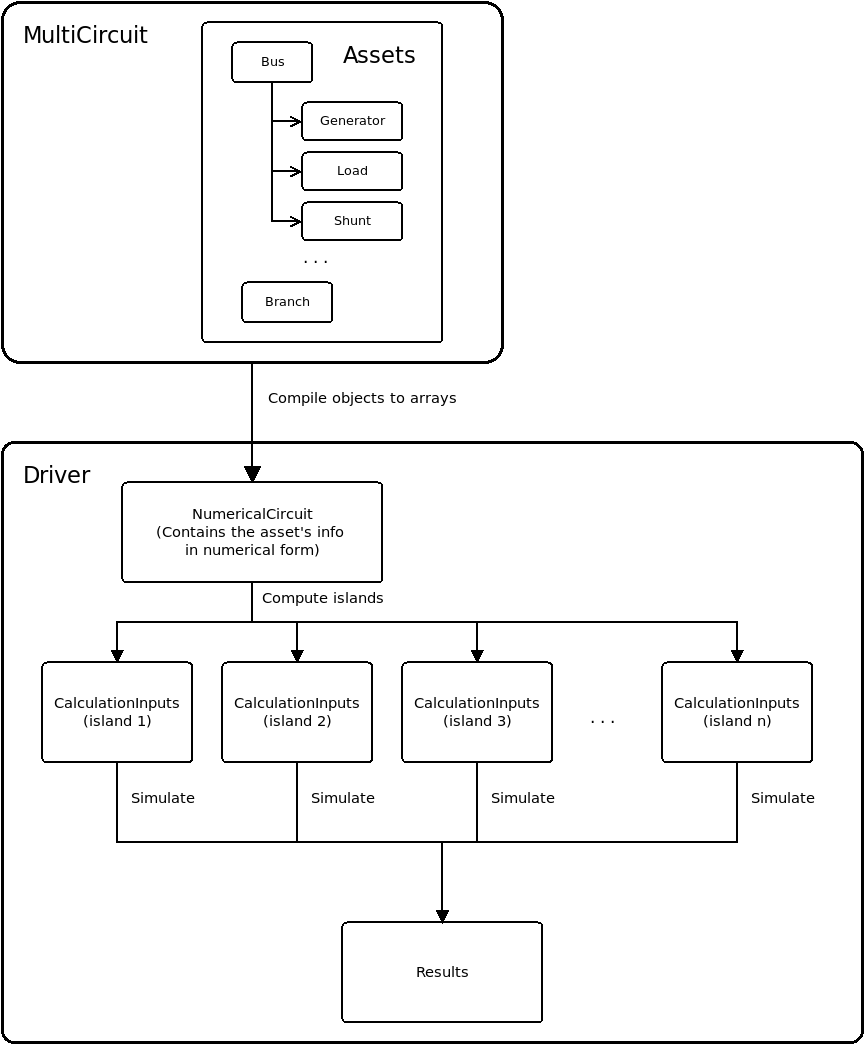 MultiCircuit
Assets
Bus
Generator
Load
Shunt
...
Branch
Compile objects to arrays
Driver
NumericalCircuit
(Contains the asset's info
in numerical form)
Compute islands
CalculationInputs
(island 1)
CalculationInputs
(island 2)
CalculationInputs
(island 3)
...
CalculationInputs
(island n)
Simulate
Simulate
Simulate
Simulate
Results